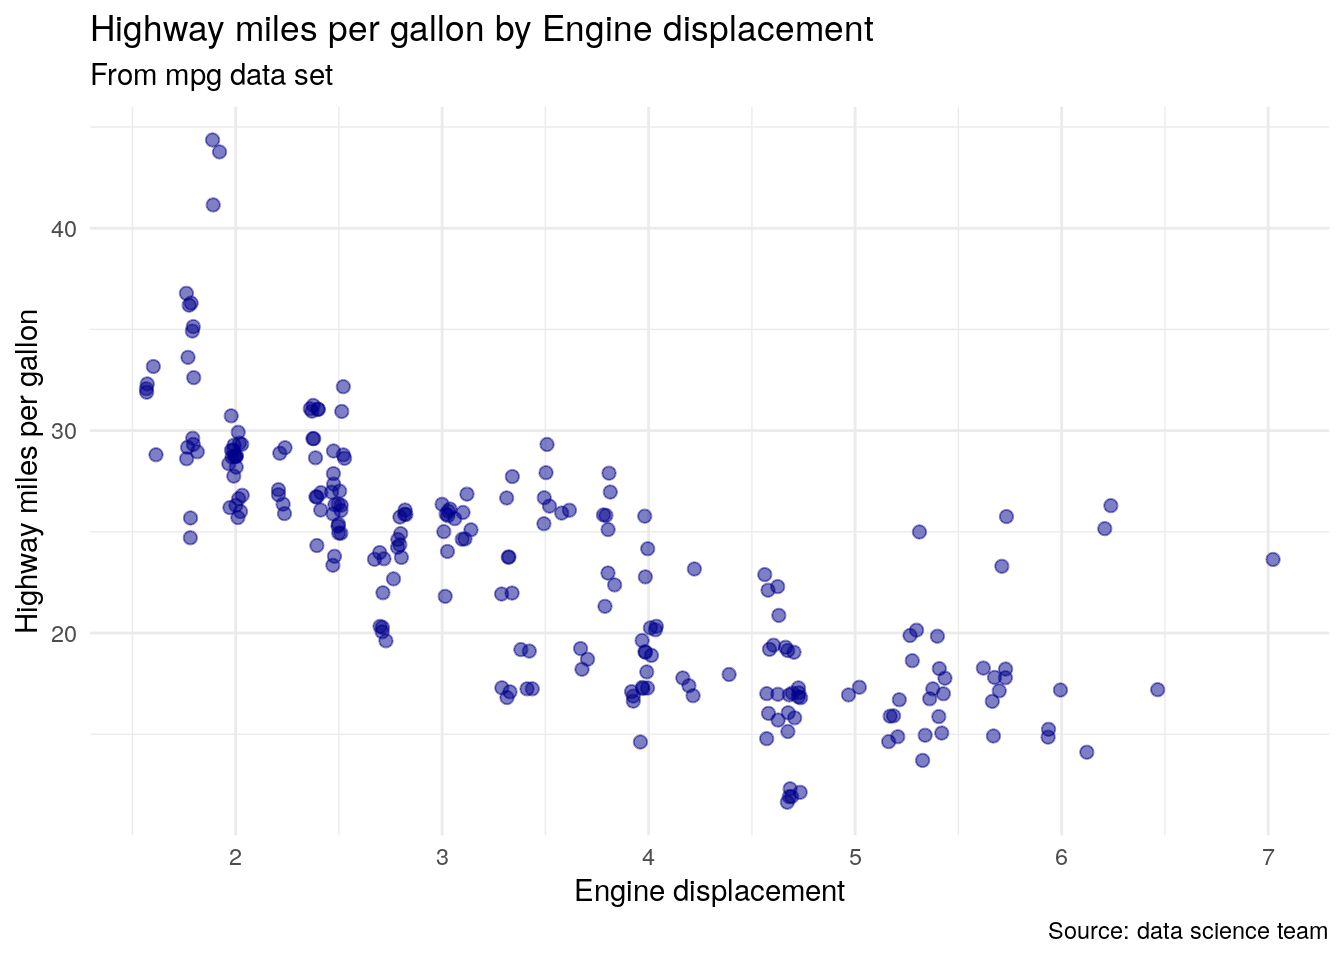 Highway miles per gallon by Engine displacement
From mpg data set
Highway miles per gallon
40
30
20
2 3 4 5 6 7
Engine displacement
Source: data science team